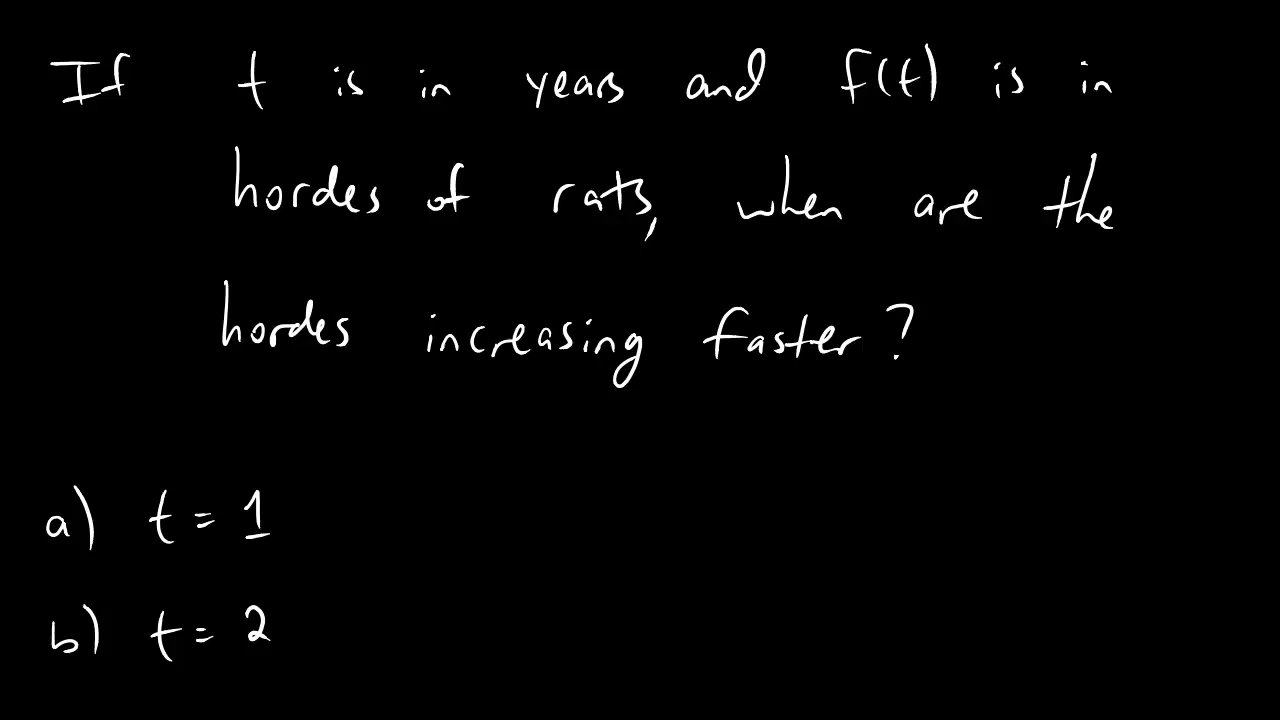 If t is in years and f(t) is in
hordes of rats, when are the
hordes increasing faster?
a) t = 1
b) t = 2